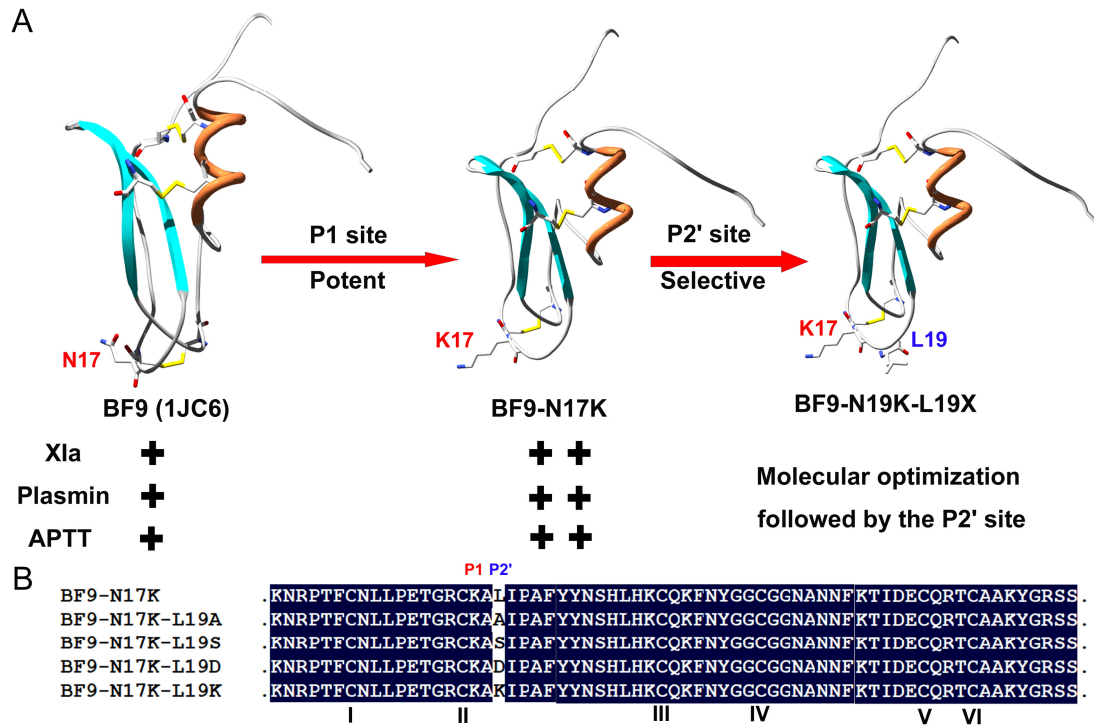 A
P1 site
Potent
P2' site
Selective
N17
K17
K17
L19
BF9 (1JC6)
BF9-N17K
BF9-N19K-L19X
XIa
Plasmin
APTT
Molecular optimization
followed by the P2' site
B
P1 P2'
BF9-N17K .KNRPTFCNLLPETGRCKALIPAFYYNSHLHKCQKFNYGGCGGNANNFKTIDECQRTCAAKYGRSS.
BF9-N17K-L19A .KNRPTFCNLLPETGRCKAAIPAFYYNSHLHKCQKFNYGGCGGNANNFKTIDECQRTCAAKYGRSS.
BF9-N17K-L19S .KNRPTFCNLLPETGRCKASIPAFYYNSHLHKCQKFNYGGCGGNANNFKTIDECQRTCAAKYGRSS.
BF9-N17K-L19D .KNRPTFCNLLPETGRCKADIPAFYYNSHLHKCQKFNYGGCGGNANNFKTIDECQRTCAAKYGRSS.
BF9-N17K-L19K .KNRPTFCNLLPETGRCKAKIPAFYYNSHLHKCQKFNYGGCGGNANNFKTIDECQRTCAAKYGRSS.
I II III IV V VI